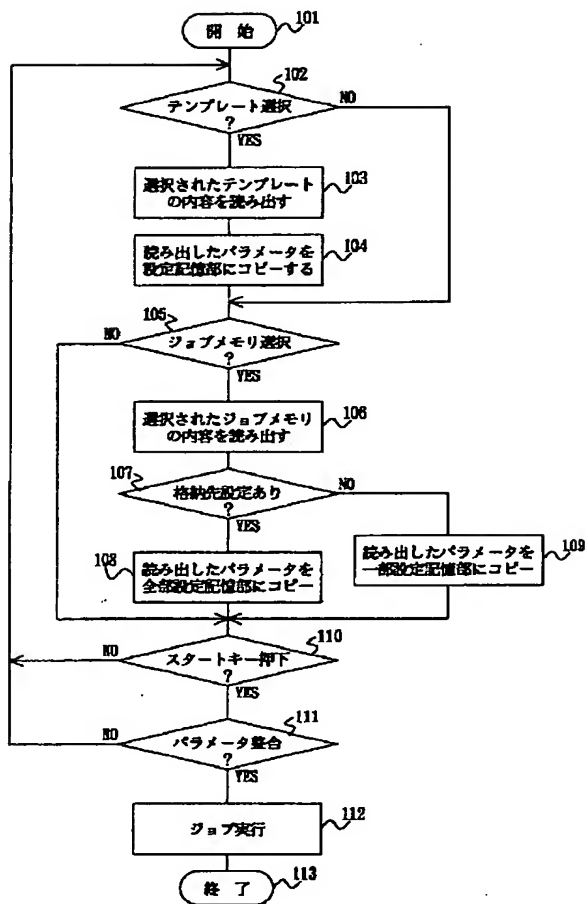 開 始
101
102
テンプレート選択
?
NO
YES
選択されたテンプレート
の内容を読み出す
103
読み出したパラメータを
設定記憶部にコピーする
104
105
NO
ジョブメモリ選択
?
YES
選択されたジョブメモリ
の内容を読み出す
106
107
格納先設定あり
?
NO
YES
108
読み出したパラメータを
全部設定記憶部にコピー
読み出したパラメータを
一部設定記憶部にコピー
109
110
NO
スタートキー押下
?
YES
111
NO
パラメータ整合
?
YES
ジョブ実行
112
終 了
113